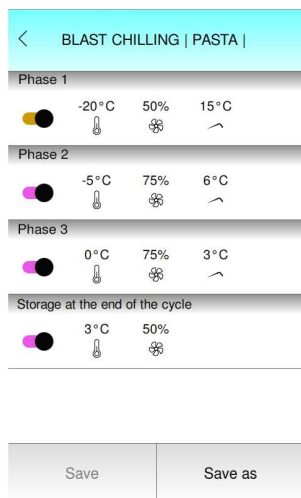 BLAST CHILLING | PASTA |
Phase 1
-20°C 50% 15°C
Phase 2
-5°C 75% 6°C
Phase 3
0°C 75% 3°C
Storage at the end of the cycle
3°C 50%
Save Save as